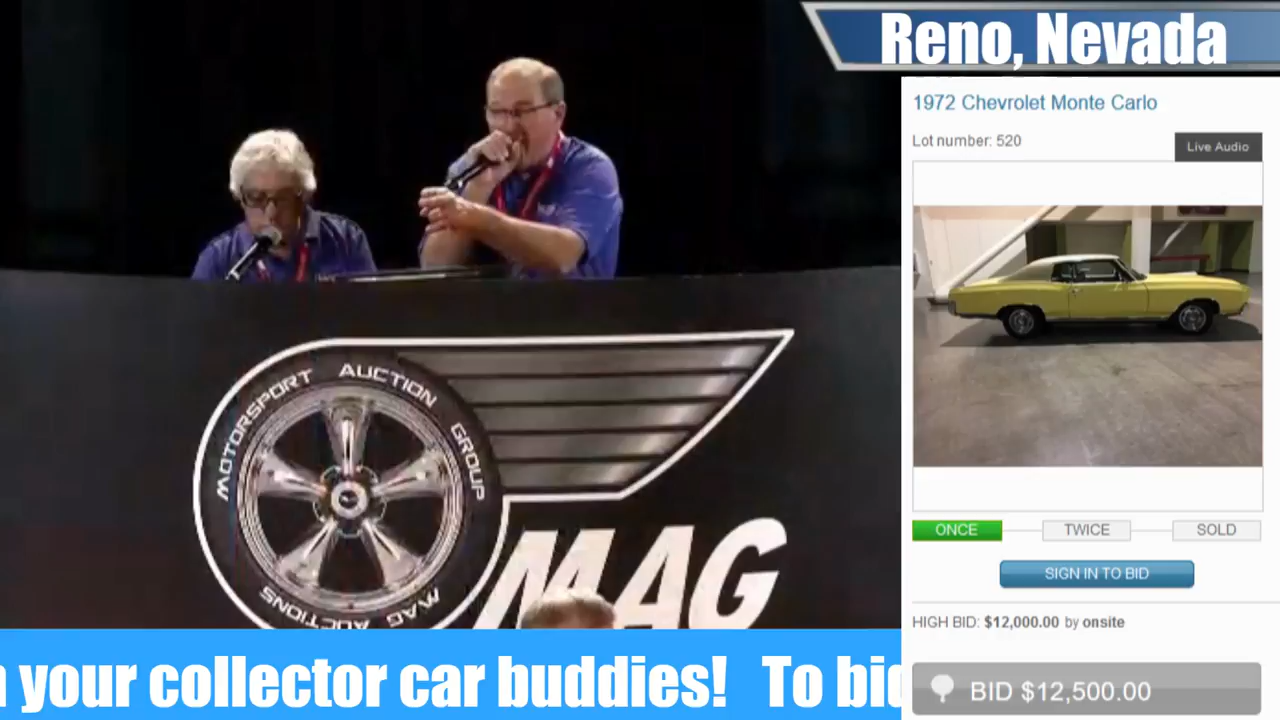 Reno, Nevada
1972 Chevrolet Monte Carlo
Lot number: 520
Live Audio
MOTORSPORT AUCTION GROUP
MAG AUCTIONS
MAG
ONCE TWICE SOLD
SIGN IN TO BID
HIGH BID: $12,000.00 by onsite
BID $12,500.00
your collector car buddies! To bid